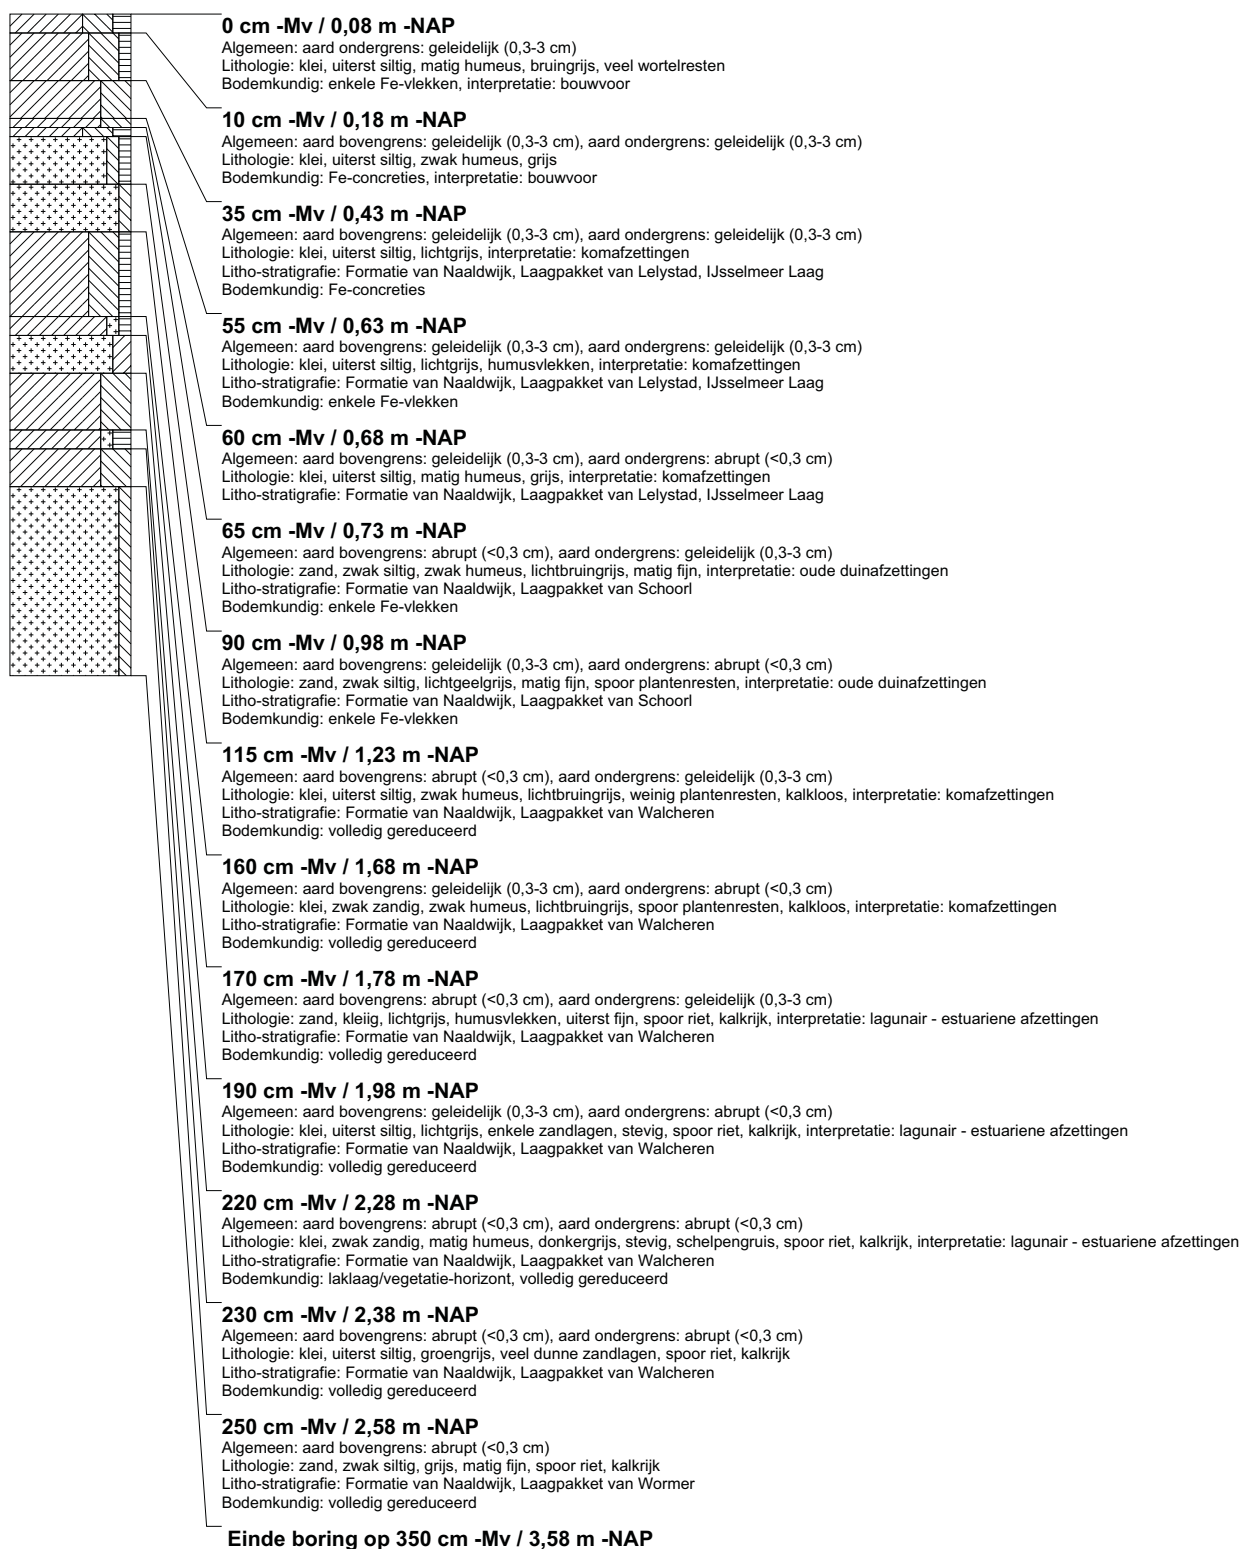 0 cm -Mv / 0,08 m -NAP
Algemeen: aard ondergrens: geleidelijk (0,3-3 cm)
Lithologie: klei, uiterst siltig, matig humeus, bruingrijs, veel wortelresten
Bodemkundig: enkele Fe-vlekken, interpretatie: bouwvoor
10 cm -Mv / 0,18 m -NAP
Algemeen: aard bovengrens: geleidelijk (0,3-3 cm), aard ondergrens: geleidelijk (0,3-3 cm)
Lithologie: klei, uiterst siltig, zwak humeus, grijs
Bodemkundig: Fe-concreties, interpretatie: bouwvoor
35 cm -Mv / 0,43 m -NAP
Algemeen: aard bovengrens: geleidelijk (0,3-3 cm), aard ondergrens: geleidelijk (0,3-3 cm)
Lithologie: klei, uiterst siltig, lichtgrijs, interpretatie: komafzettingen
Litho-stratigrafie: Formatie van Naaldwijk, Laagpakket van Lelystad, IJsselmeer Laag
Bodemkundig: Fe-concreties
55 cm -Mv / 0,63 m -NAP
Algemeen: aard bovengrens: geleidelijk (0,3-3 cm), aard ondergrens: geleidelijk (0,3-3 cm)
Lithologie: klei, uiterst siltig, lichtgrijs, humusvlekken, interpretatie: komafzettingen
Litho-stratigrafie: Formatie van Naaldwijk, Laagpakket van Lelystad, IJsselmeer Laag
Bodemkundig: enkele Fe-vlekken
60 cm -Mv / 0,68 m -NAP
Algemeen: aard bovengrens: geleidelijk (0,3-3 cm), aard ondergrens: abrupt (<0,3 cm)
Lithologie: klei, uiterst siltig, matig humeus, grijs, interpretatie: komafzettingen
Litho-stratigrafie: Formatie van Naaldwijk, Laagpakket van Lelystad, IJsselmeer Laag
65 cm -Mv / 0,73 m -NAP
Algemeen: aard bovengrens: abrupt (<0,3 cm), aard ondergrens: geleidelijk (0,3-3 cm)
Lithologie: zand, zwak siltig, zwak humeus, lichtbruingrijs, matig fijn, interpretatie: oude duinafzettingen
Litho-stratigrafie: Formatie van Naaldwijk, Laagpakket van Schoorl
Bodemkundig: enkele Fe-vlekken
90 cm -Mv / 0,98 m -NAP
Algemeen: aard bovengrens: geleidelijk (0,3-3 cm), aard ondergrens: abrupt (<0,3 cm)
Lithologie: zand, zwak siltig, lichtgeelgrijs, matig fijn, spoor plantenresten, interpretatie: oude duinafzettingen
Litho-stratigrafie: Formatie van Naaldwijk, Laagpakket van Schoorl
Bodemkundig: enkele Fe-vlekken
115 cm -Mv / 1,23 m -NAP
Algemeen: aard bovengrens: abrupt (<0,3 cm), aard ondergrens: geleidelijk (0,3-3 cm)
Lithologie: klei, uiterst siltig, zwak humeus, lichtbruingrijs, weinig plantenresten, kalkloos, interpretatie: komafzettingen
Litho-stratigrafie: Formatie van Naaldwijk, Laagpakket van Walcheren
Bodemkundig: volledig gereduceerd
160 cm -Mv / 1,68 m -NAP
Algemeen: aard bovengrens: geleidelijk (0,3-3 cm), aard ondergrens: abrupt (<0,3 cm)
Lithologie: klei, zwak zandig, zwak humeus, lichtbruingrijs, spoor plantenresten, kalkloos, interpretatie: komafzettingen
Litho-stratigrafie: Formatie van Naaldwijk, Laagpakket van Walcheren
Bodemkundig: volledig gereduceerd
170 cm -Mv / 1,78 m -NAP
Algemeen: aard bovengrens: abrupt (<0,3 cm), aard ondergrens: geleidelijk (0,3-3 cm)
Lithologie: zand, kleiig, lichtgrijs, humusvlekken, uiterst fijn, spoor riet, kalkrijk, interpretatie: lagunair - estuariene afzettingen
Litho-stratigrafie: Formatie van Naaldwijk, Laagpakket van Walcheren
Bodemkundig: volledig gereduceerd
190 cm -Mv / 1,98 m -NAP
Algemeen: aard bovengrens: geleidelijk (0,3-3 cm), aard ondergrens: abrupt (<0,3 cm)
Lithologie: klei, uiterst siltig, lichtgrijs, enkele zandlagen, stevig, spoor riet, kalkrijk, interpretatie: lagunair - estuariene afzettingen
Litho-stratigrafie: Formatie van Naaldwijk, Laagpakket van Walcheren
Bodemkundig: volledig gereduceerd
220 cm -Mv / 2,28 m -NAP
Algemeen: aard bovengrens: abrupt (<0,3 cm), aard ondergrens: abrupt (<0,3 cm)
Lithologie: klei, zwak zandig, matig humeus, donkergrijs, stevig, schelpengruis, spoor riet, kalkrijk, interpretatie: lagunair - estuariene afzettingen
Litho-stratigrafie: Formatie van Naaldwijk, Laagpakket van Walcheren
Bodemkundig: laklaag/vegetatie-horizont, volledig gereduceerd
230 cm -Mv / 2,38 m -NAP
Algemeen: aard bovengrens: abrupt (<0,3 cm), aard ondergrens: abrupt (<0,3 cm)
Lithologie: klei, uiterst siltig, groengrijs, veel dunne zandlagen, spoor riet, kalkrijk
Litho-stratigrafie: Formatie van Naaldwijk, Laagpakket van Walcheren
Bodemkundig: volledig gereduceerd
250 cm -Mv / 2,58 m -NAP
Algemeen: aard bovengrens: abrupt (<0,3 cm)
Lithologie: zand, zwak siltig, grijs, matig fijn, spoor riet, kalkrijk
Litho-stratigrafie: Formatie van Naaldwijk, Laagpakket van Wormer
Bodemkundig: volledig gereduceerd
Einde boring op 350 cm -Mv / 3,58 m -NAP